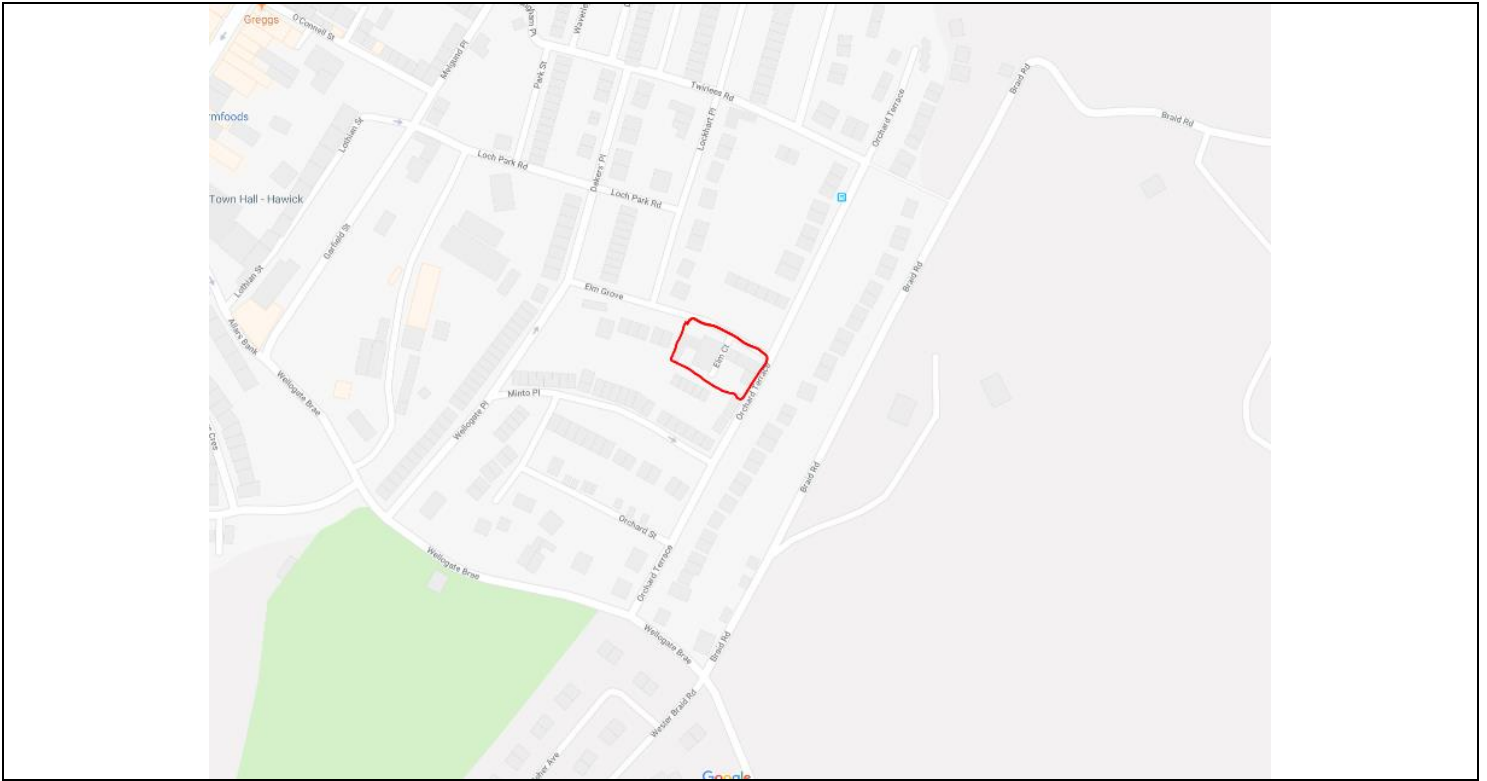 Greggs
O'Connell St
Melgund Pl
Waverley
Park St
Twirlees Rd
Orchard Terrace
Braid Rd
Braid Rd
rmfoods
Lothian St
Lockhart Pl
Loch Park Rd
Dakers Pl
Loch Park Rd
Town Hall - Hawick
Garfield St
Lothian St
Elm Grove
Braid Rd
Allars Bank
Elm Ct
Orchard Terrace
Wellogate Brae
Minto Pl
Wellogate Pl
Cres
Braid Rd
Orchard St
Wellogate Brae
Orchard Terrace
Wellogate Brae
Braid Rd
Wester Braid Rd
Ave
Google